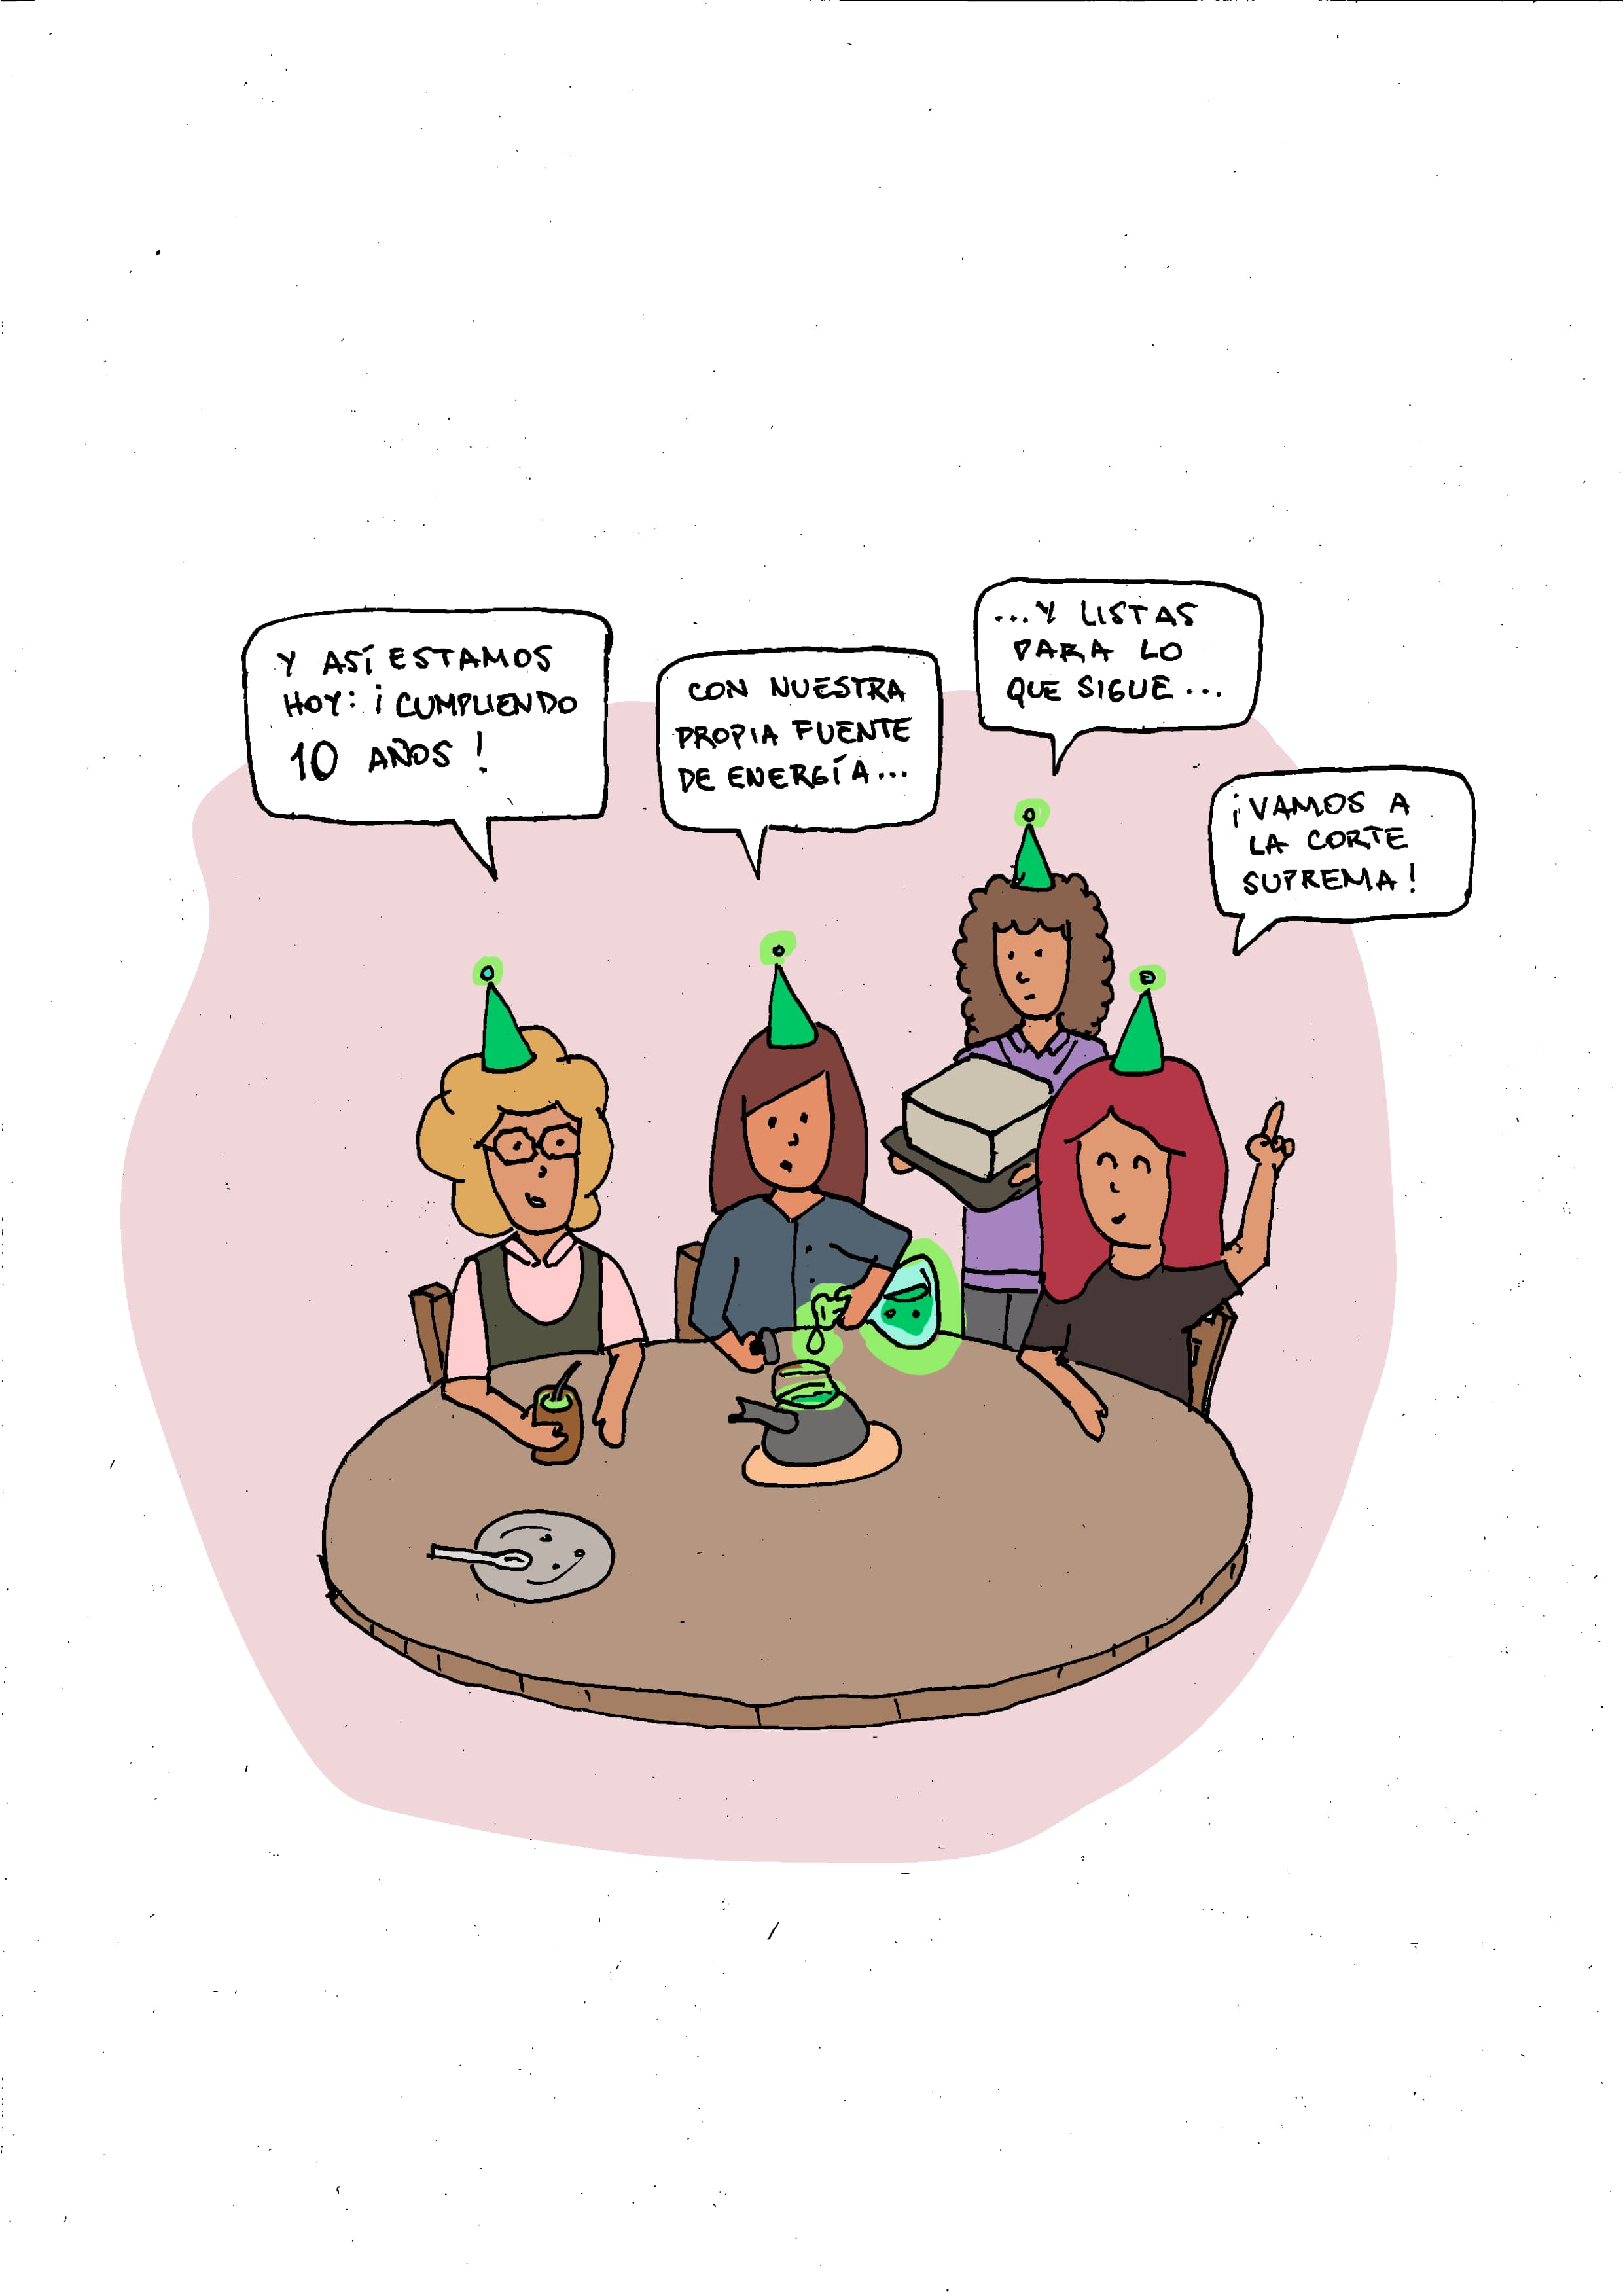 Y ASÍ ESTAMOS
HOY: ¡CUMPLIENDO
10 AÑOS!
CON NUESTRA
PROPIA FUENTE
DE ENERGÍA...
...Y LISTAS
PARA LO
QUE SIGUE...
¡VAMOS A
LA CORTE
SUPREMA!